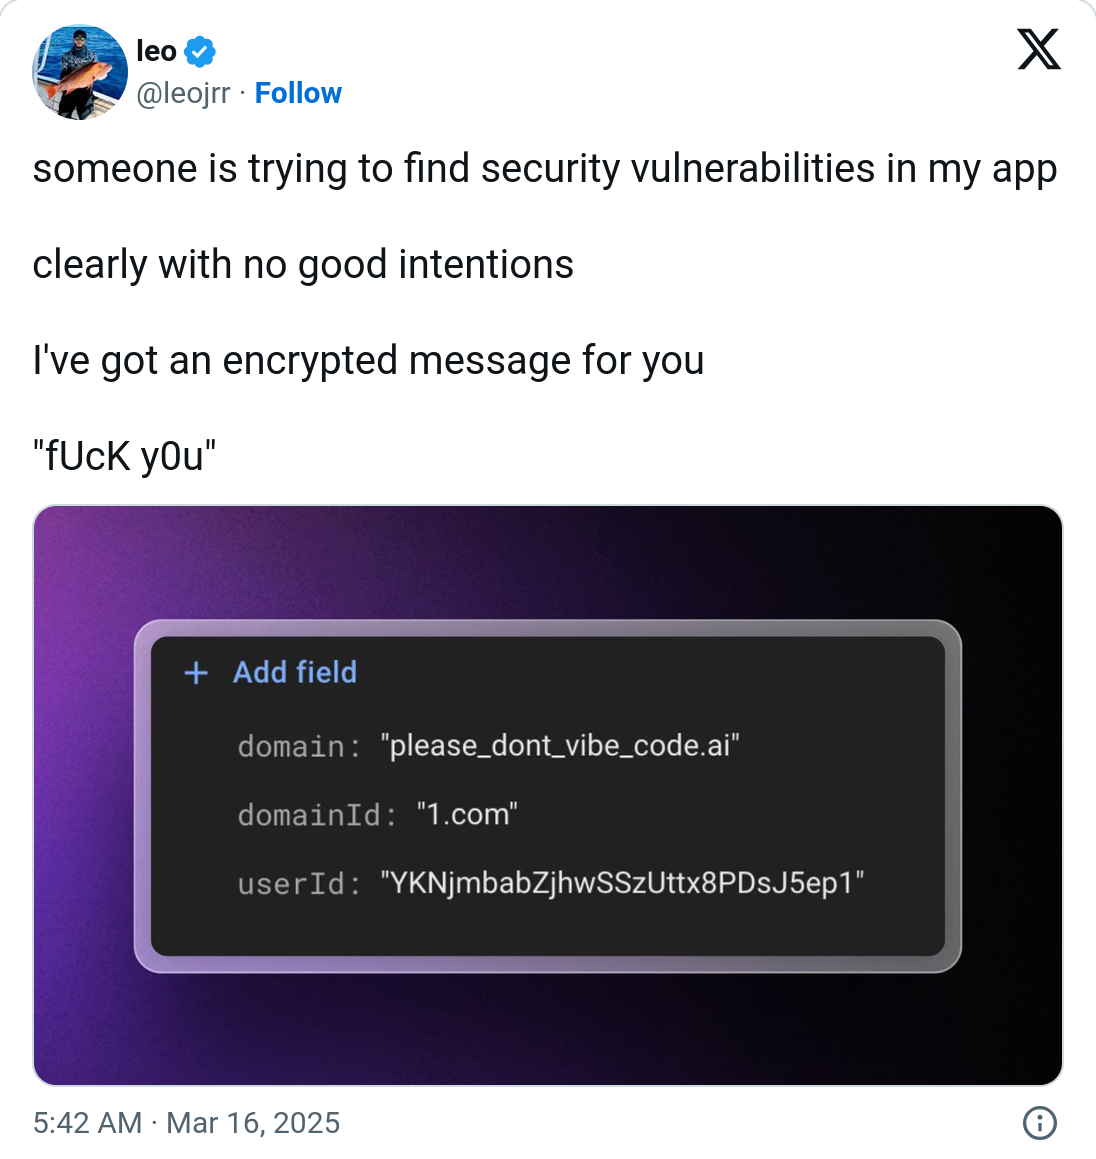 leo
@leojrr · Follow
someone is trying to find security vulnerabilities in my app
clearly with no good intentions
I've got an encrypted message for you
"fUcK y0u"
+ Add field
domain: "please_dont_vibe_code.ai"
domainId: "1.com"
userId: "YKNjmbabZjhwSSzUttx8PDsJ5ep1"
5:42 AM · Mar 16, 2025